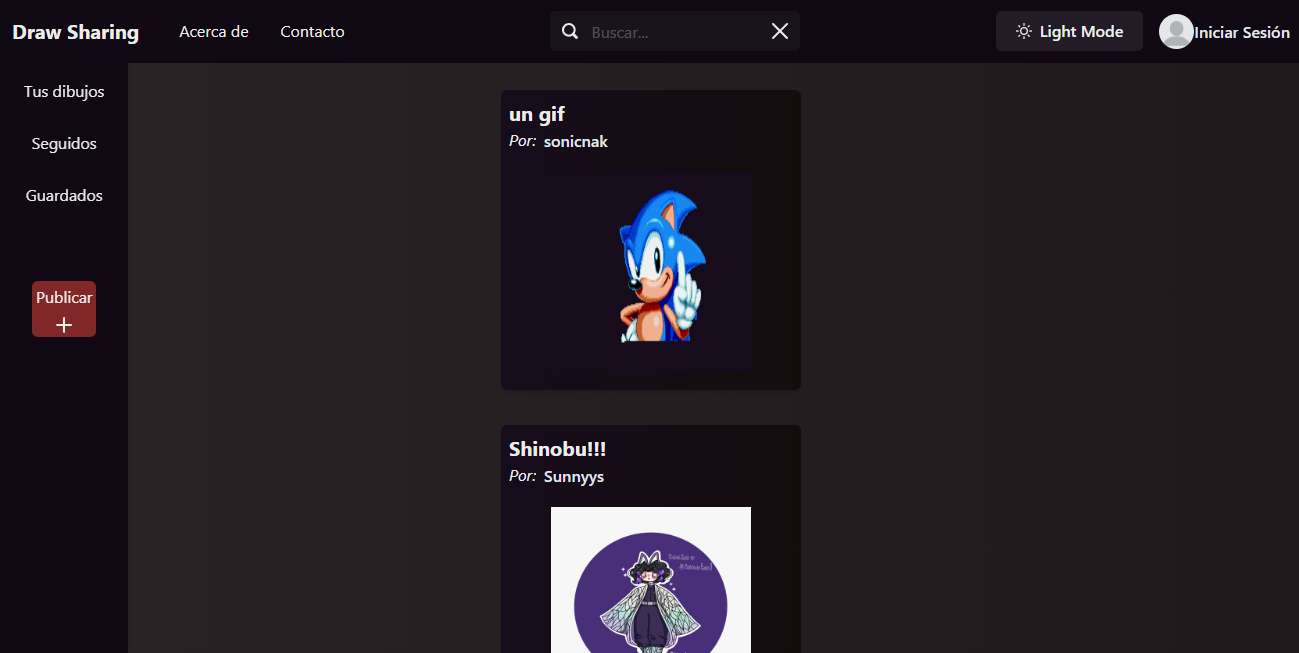 Draw Sharing
Acerca de
Contacto
Buscar...
Light Mode
Iniciar Sesión
Tus dibujos
Seguidos
Guardados
Publicar
un gif
Por: sonicnak
Shinobu!!!
Por: Sunnyys